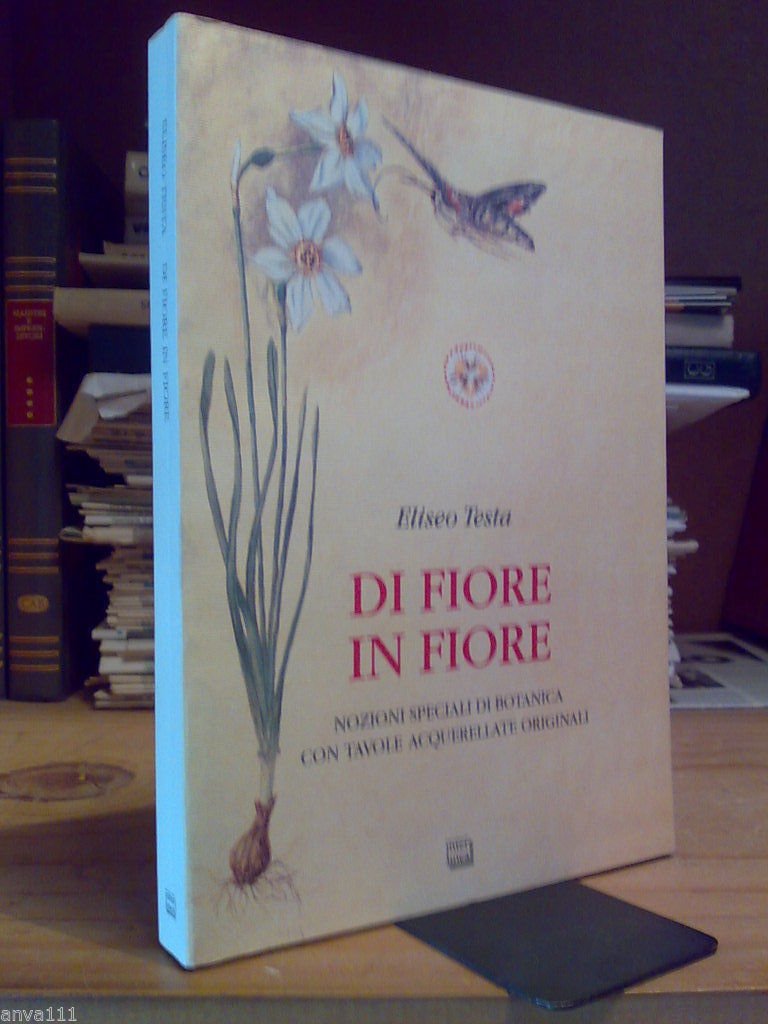 Eliseo Testa
DI FIORE
IN FIORE
NOZIONI SPECIALI DI BOTANICA
CON TAVOLE ACQUERELLATE ORIGINALI
ELISEO TESTA DI FIORE IN FIORE
anva111